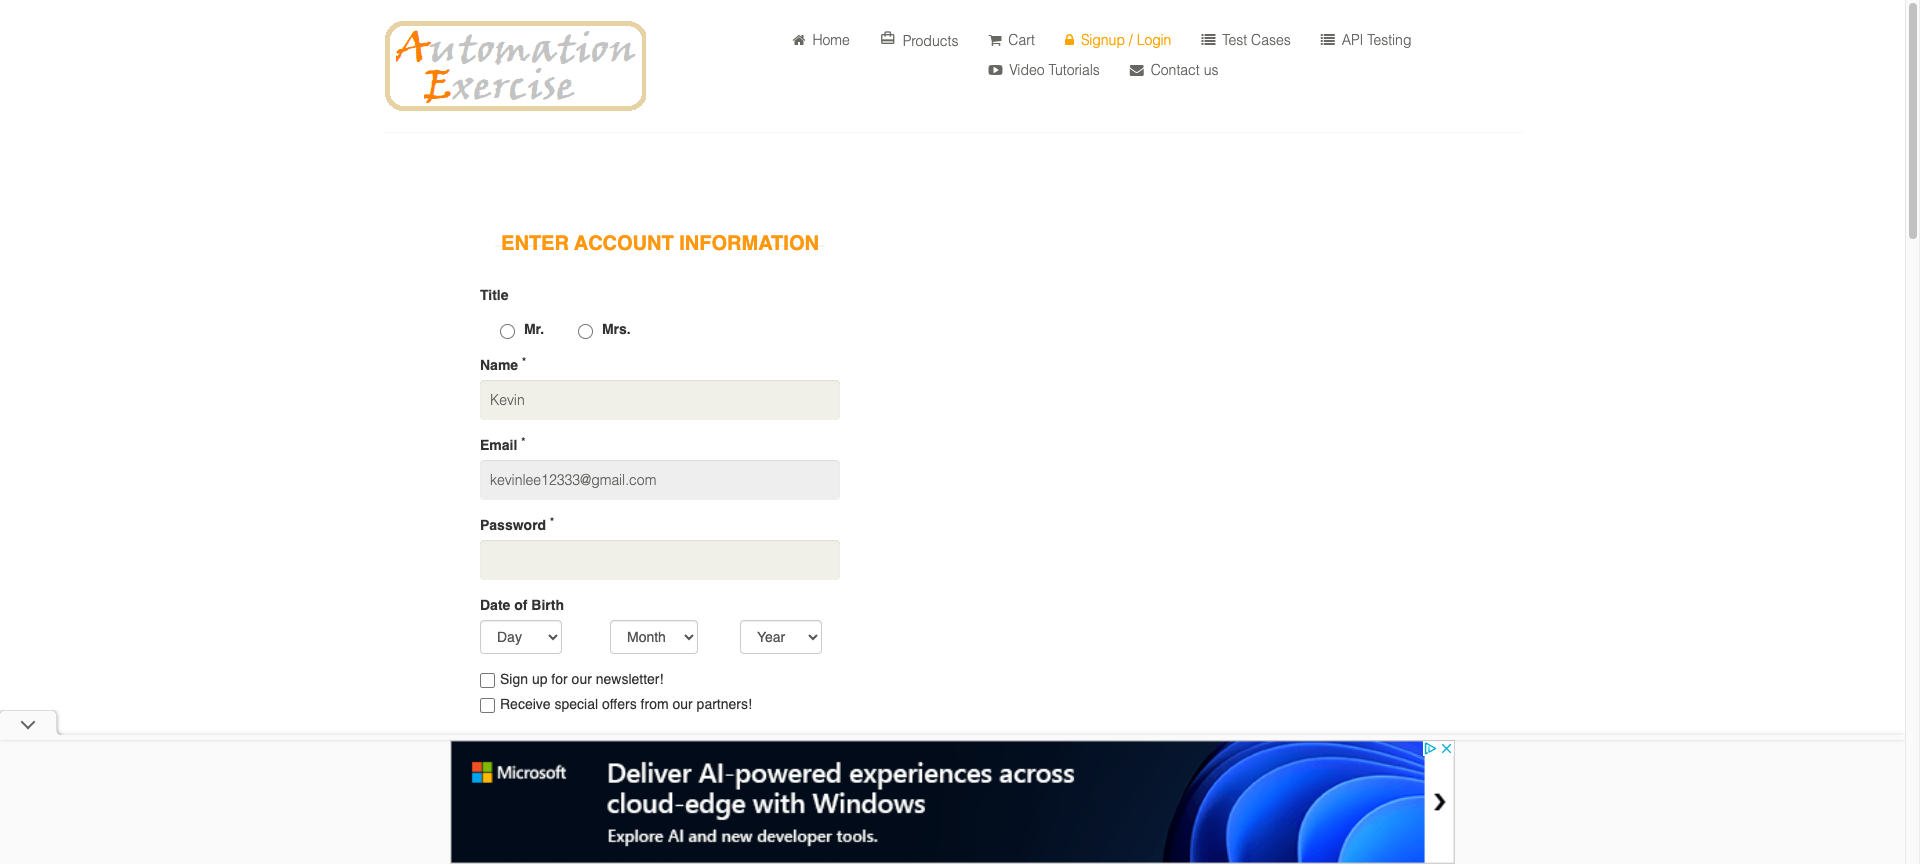 Automation
Exercise
Home
Products
Cart
Signup / Login
Test Cases
API Testing
Video Tutorials
Contact us
ENTER ACCOUNT INFORMATION
Title
Mr.
Mrs.
Name *
Kevin
Email *
kevinlee12333@gmail.com
Password *
Date of Birth
Day
Month
Year
Sign up for our newsletter!
Receive special offers from our partners!
Microsoft
Deliver AI-powered experiences across
cloud-edge with Windows
Explore AI and new developer tools.